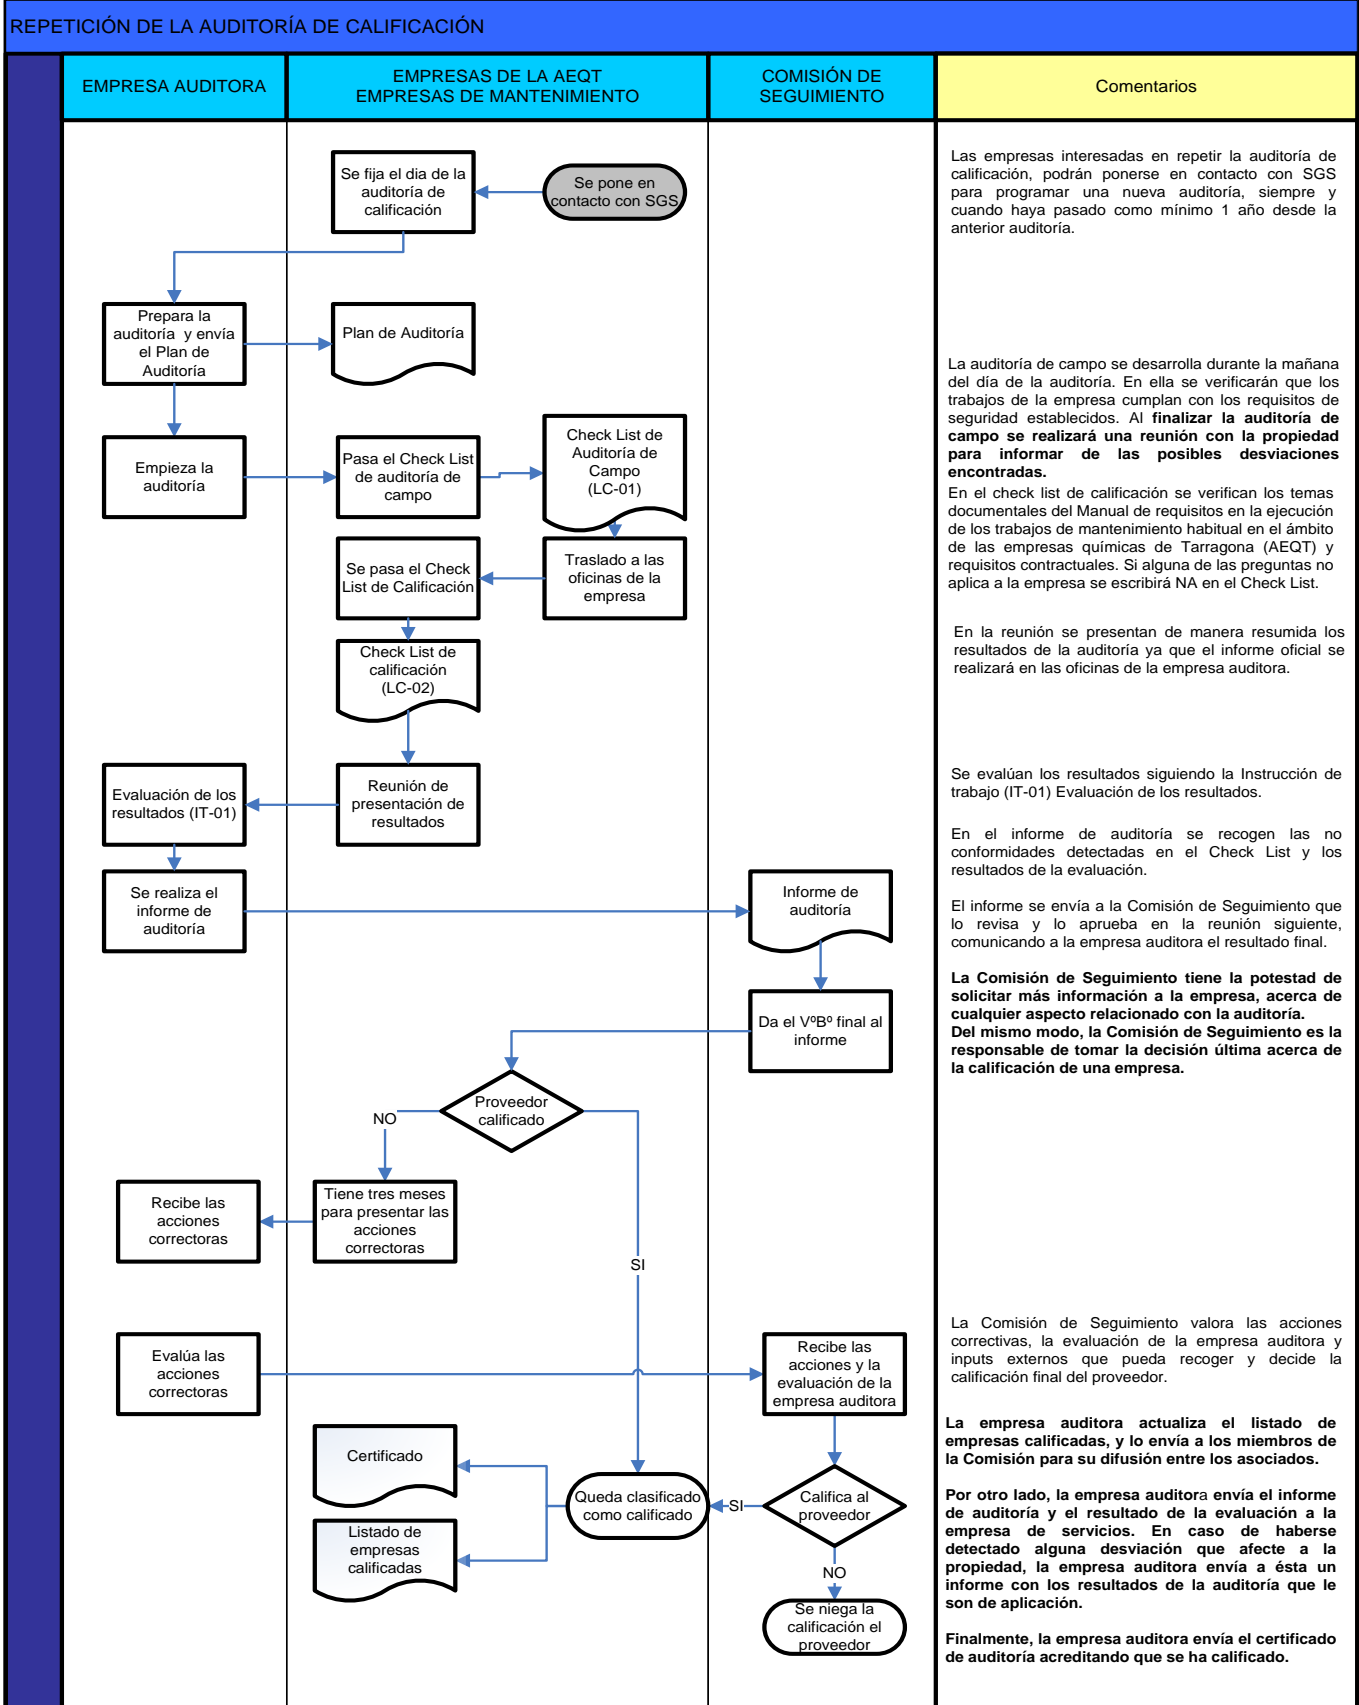 REPETICIÓN DE LA AUDITORÍA DE CALIFICACIÓN
EMPRESA AUDITORA
EMPRESAS DE LA AEQT
EMPRESAS DE MANTENIMIENTO
COMISIÓN DE
SEGUIMIENTO
Comentarios
Se fija el dia de la
auditoría de
calificación
Se pone en
contacto con SGS
Las empresas interesadas en repetir la auditoría de
calificación, podrán ponerse en contacto con SGS
para programar una nueva auditoría, siempre y
cuando haya pasado como mínimo 1 año desde la
anterior auditoría.
Prepara la
auditoría y envía
el Plan de
Auditoría
Plan de Auditoría
La auditoría de campo se desarrolla durante la mañana
del día de la auditoría. En ella se verificarán que los
trabajos de la empresa cumplan con los requisitos de
seguridad establecidos. Al finalizar la auditoría de
campo se realizará una reunión con la propiedad
para informar de las posibles desviaciones
encontradas.
Empieza la
auditoría
Pasa el Check List
de auditoría de
campo
Check List de
Auditoría de
Campo
(LC-01)
En el check list de calificación se verifican los temas
documentales del Manual de requisitos en la ejecución
de los trabajos de mantenimiento habitual en el ámbito
de las empresas químicas de Tarragona (AEQT) y
requisitos contractuales. Si alguna de las preguntas no
aplica a la empresa se escribirá NA en el Check List.
Se pasa el Check
List de Calificación
Traslado a las
oficinas de la
empresa
Check List de
calificación
(LC-02)
En la reunión se presentan de manera resumida los
resultados de la auditoría ya que el informe oficial se
realizará en las oficinas de la empresa auditora.
Evaluación de los
resultados (IT-01)
Reunión de
presentación de
resultados
Se evalúan los resultados siguiendo la Instrucción de
trabajo (IT-01) Evaluación de los resultados.
En el informe de auditoría se recogen las no
conformidades detectadas en el Check List y los
resultados de la evaluación.
Se realiza el
informe de
auditoría
Informe de
auditoría
El informe se envía a la Comisión de Seguimiento que
lo revisa y lo aprueba en la reunión siguiente,
comunicando a la empresa auditora el resultado final.
La Comisión de Seguimiento tiene la potestad de
solicitar más información a la empresa, acerca de
cualquier aspecto relacionado con la auditoría.
Del mismo modo, la Comisión de Seguimiento es la
responsable de tomar la decisión última acerca de
la calificación de una empresa.
Da el VºBº final al
informe
Proveedor
calificado
NO
Recibe las
acciones
correctoras
Tiene tres meses
para presentar las
acciones
correctoras
SI
Evalúa las
acciones
correctoras
Recibe las
acciones y la
evaluación de la
empresa auditora
La Comisión de Seguimiento valora las acciones
correctivas, la evaluación de la empresa auditora y
inputs externos que pueda recoger y decide la
calificación final del proveedor.
La empresa auditora actualiza el listado de
empresas calificadas, y lo envía a los miembros de
la Comisión para su difusión entre los asociados.
Certificado
Queda clasificado
como calificado
SI
Califica al
proveedor
Listado de
empresas
calificadas
Por otro lado, la empresa auditora envía el informe
de auditoría y el resultado de la evaluación a la
empresa de servicios. En caso de haberse
detectado alguna desviación que afecte a la
propiedad, la empresa auditora envía a ésta un
informe con los resultados de la auditoría que le
son de aplicación.
NO
Se niega la
calificación el
proveedor
Finalmente, la empresa auditora envía el certificado
de auditoría acreditando que se ha calificado.